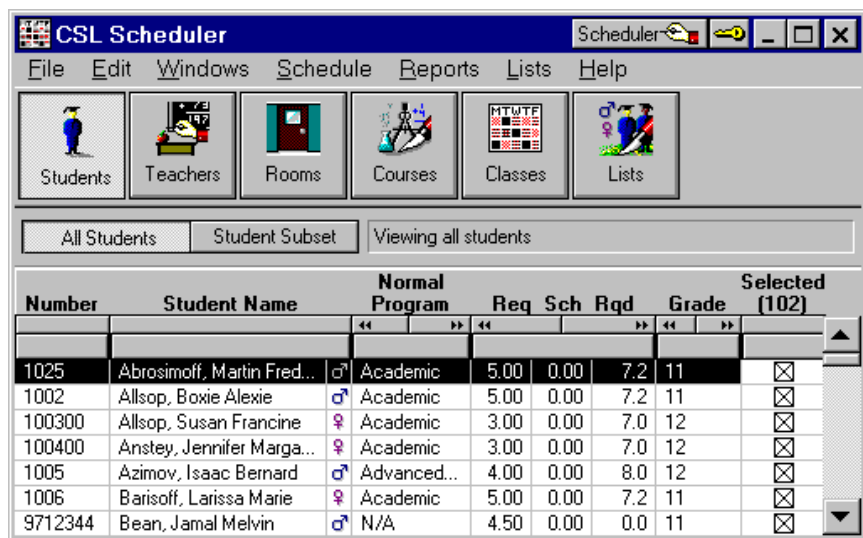 CSL Scheduler Scheduler
File Edit Windows Schedule Reports Lists Help
MTWTF
Students Teachers Rooms Courses Classes Lists
All Students Student Subset Viewing all students
Normal Selected
Number Student Name Program Req Sch Rqd Grade (102)
1025 Abrosimoff, Martin Fred... ♂ Academic 5.00 0.00 7.2 11
1002 Allsop, Boxie Alexie ♂ Academic 5.00 0.00 7.2 11
100300 Allsop, Susan Francine ♀ Academic 3.00 0.00 7.0 12
100400 Anstey, Jennifer Marga... ♀ Academic 3.00 0.00 7.0 12
1005 Azimov, Isaac Bernard ♂ Advanced... 4.00 0.00 8.0 12
1006 Barisoff, Larissa Marie ♀ Academic 5.00 0.00 7.2 11
9712344 Bean, Jamal Melvin ♂ N/A 4.50 0.00 0.0 11